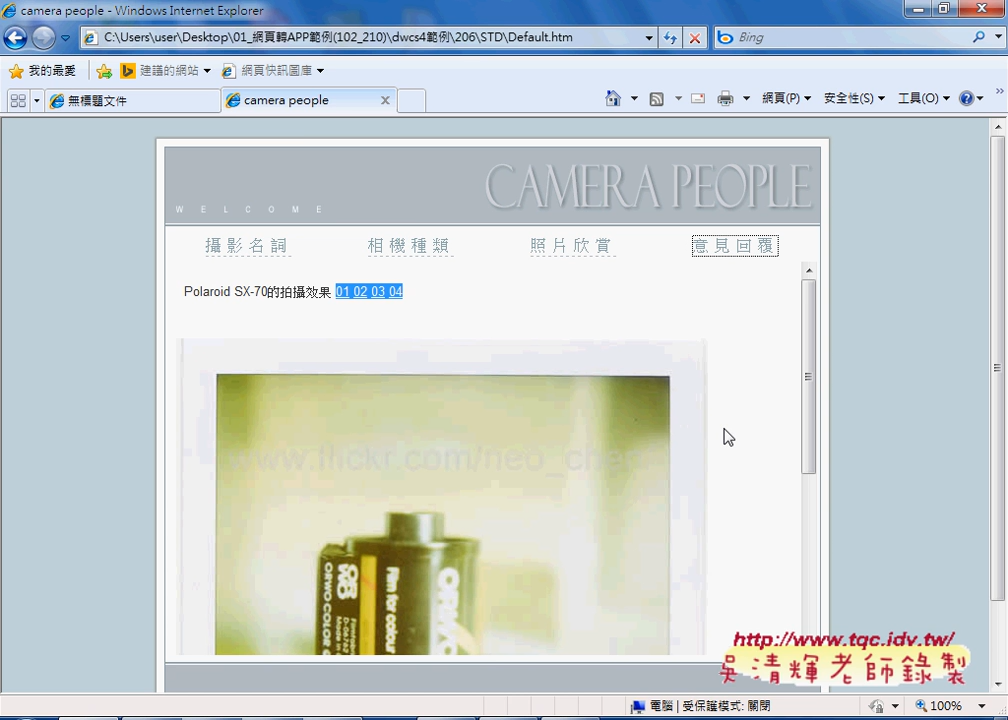 camera people - Windows Internet Explorer
C:\Users\user\Desktop\01_網頁轉APP範例(102_210)\dwcs4範例\206\STD\Default.htm
Bing
我的最愛
建議的網站
網頁快訊圖庫
無標題文件
camera people
網頁(P)
安全性(S)
工具(O)
WELCOME
CAMERA PEOPLE
攝影名詞
相機種類
照片欣賞
意見回覆
Polaroid SX-70的拍攝效果 01 02 03 04
www.flickr.com/neo_chen
ORWO COLOR
Film for colour
ORWO
http://www.tqc.idv.tw/
吳清輝老師錄製
電腦 | 受保護模式: 關閉
100%